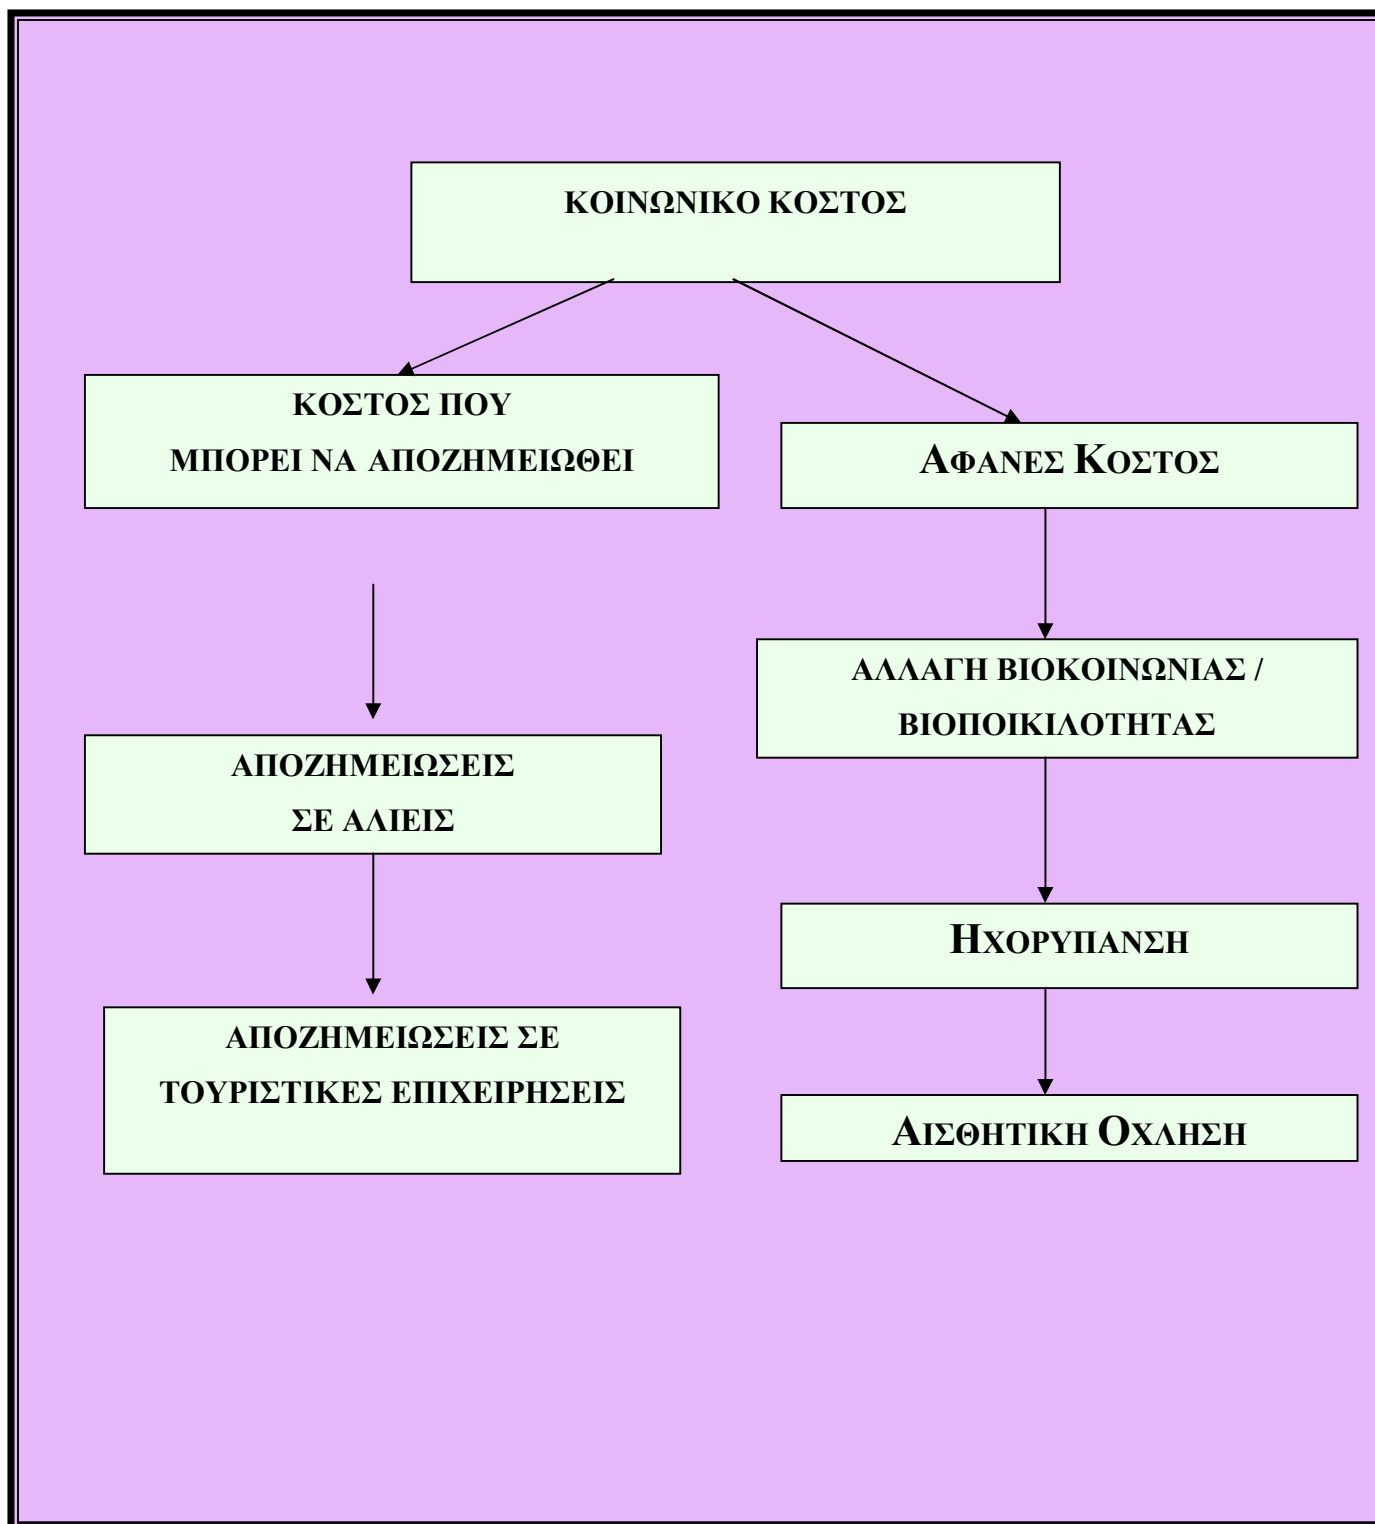 ΚΟΙΝΩΝΙΚΟ ΚΟΣΤΟΣ
ΚΟΣΤΟΣ ΠΟΥ
ΜΠΟΡΕΙ ΝΑ ΑΠΟΖΗΜΕΙΩΘΕΙ
ΑΦΑΝΕΣ ΚΟΣΤΟΣ
ΑΛΛΑΓΗ ΒΙΟΚΟΙΝΩΝΙΑΣ /
ΒΙΟΠΟΙΚΙΛΟΤΗΤΑΣ
ΑΠΟΖΗΜΕΙΩΣΕΙΣ
ΣΕ ΑΛΙΕΙΣ
ΗΧΟΡΥΠΑΝΣΗ
ΑΠΟΖΗΜΕΙΩΣΕΙΣ ΣΕ
ΤΟΥΡΙΣΤΙΚΕΣ ΕΠΙΧΕΙΡΗΣΕΙΣ
ΑΙΣΘΗΤΙΚΗ ΟΧΛΗΣΗ